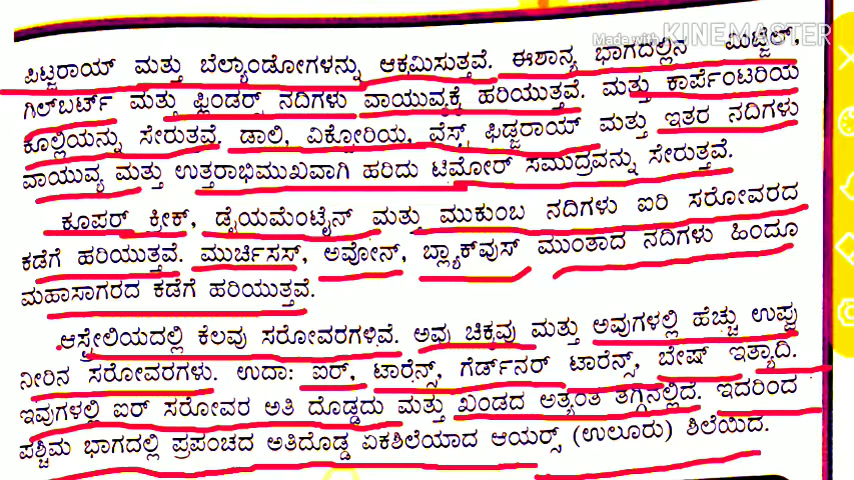 Made with KINEMASTER
ಪಿಟ್ಜರಾಯ್ ಮತ್ತು ಬೆಲ್ಯಾಂಡೋಗಳನ್ನು ಆಕ್ರಮಿಸುತ್ತವೆ. ಈಶಾನ್ಯ ಭಾಗದಲ್ಲಿನ ಮಿಟ್ಚೆಲ್,
ಗಿಲ್‌ಬರ್ಟ್ ಮತ್ತು ಫ್ಲಿಂಡರ್ಸ್ ನದಿಗಳು ವಾಯುವ್ಯಕ್ಕೆ ಹರಿಯುತ್ತವೆ. ಮತ್ತು ಕಾರ್ಪೆಂಟರಿಯ
ಕೊಲ್ಲಿಯನ್ನು ಸೇರುತ್ತವೆ. ಡಾಲಿ, ವಿಕ್ಟೋರಿಯ, ವೆಸ್ಟ್ ಫಿಡ್ಜರಾಯ್ ಮತ್ತು ಇತರ ನದಿಗಳು
ವಾಯುವ್ಯ ಮತ್ತು ಉತ್ತರಾಭಿಮುಖವಾಗಿ ಹರಿದು ಟಿಮೋರ್ ಸಮುದ್ರವನ್ನು ಸೇರುತ್ತವೆ.
ಕೂಪರ್ ಕ್ರೀಕ್, ಡೈಯಮೆಂಟೈನ್ ಮತ್ತು ಮುಕುಂಬ ನದಿಗಳು ಐರಿ ಸರೋವರದ
ಕಡೆಗೆ ಹರಿಯುತ್ತವೆ. ಮುರ್ಚಿಸಸ್, ಅವೋನ್, ಬ್ಲ್ಯಾಕ್‌ವುಸ್ ಮುಂತಾದ ನದಿಗಳು ಹಿಂದೂ
ಮಹಾಸಾಗರದ ಕಡೆಗೆ ಹರಿಯುತ್ತವೆ.
ಆಸ್ಟ್ರೇಲಿಯದಲ್ಲಿ ಕೆಲವು ಸರೋವರಗಳಿವೆ. ಅವು ಚಿಕ್ಕವು ಮತ್ತು ಅವುಗಳಲ್ಲಿ ಹೆಚ್ಚು ಉಪ್ಪು
ನೀರಿನ ಸರೋವರಗಳು. ಉದಾ: ಐರ್, ಟಾರೆನ್ಸ್, ಗೆರ್ಡ್‌ನರ್ ಟಾರೆನ್ಸ್, ಬೇಷ್ ಇತ್ಯಾದಿ.
ಇವುಗಳಲ್ಲಿ ಐರ್ ಸರೋವರ ಅತಿ ದೊಡ್ಡದು ಮತ್ತು ಖಂಡದ ಅತ್ಯಂತ ತಗ್ಗಿನಲ್ಲಿದೆ. ಇದರಿಂದ
ಪಶ್ಚಿಮ ಭಾಗದಲ್ಲಿ ಪ್ರಪಂಚದ ಅತಿದೊಡ್ಡ ಏಕಶಿಲೆಯಾದ ಆಯರ್ಸ್ (ಉಲೂರು) ಶಿಲೆಯಿದ.